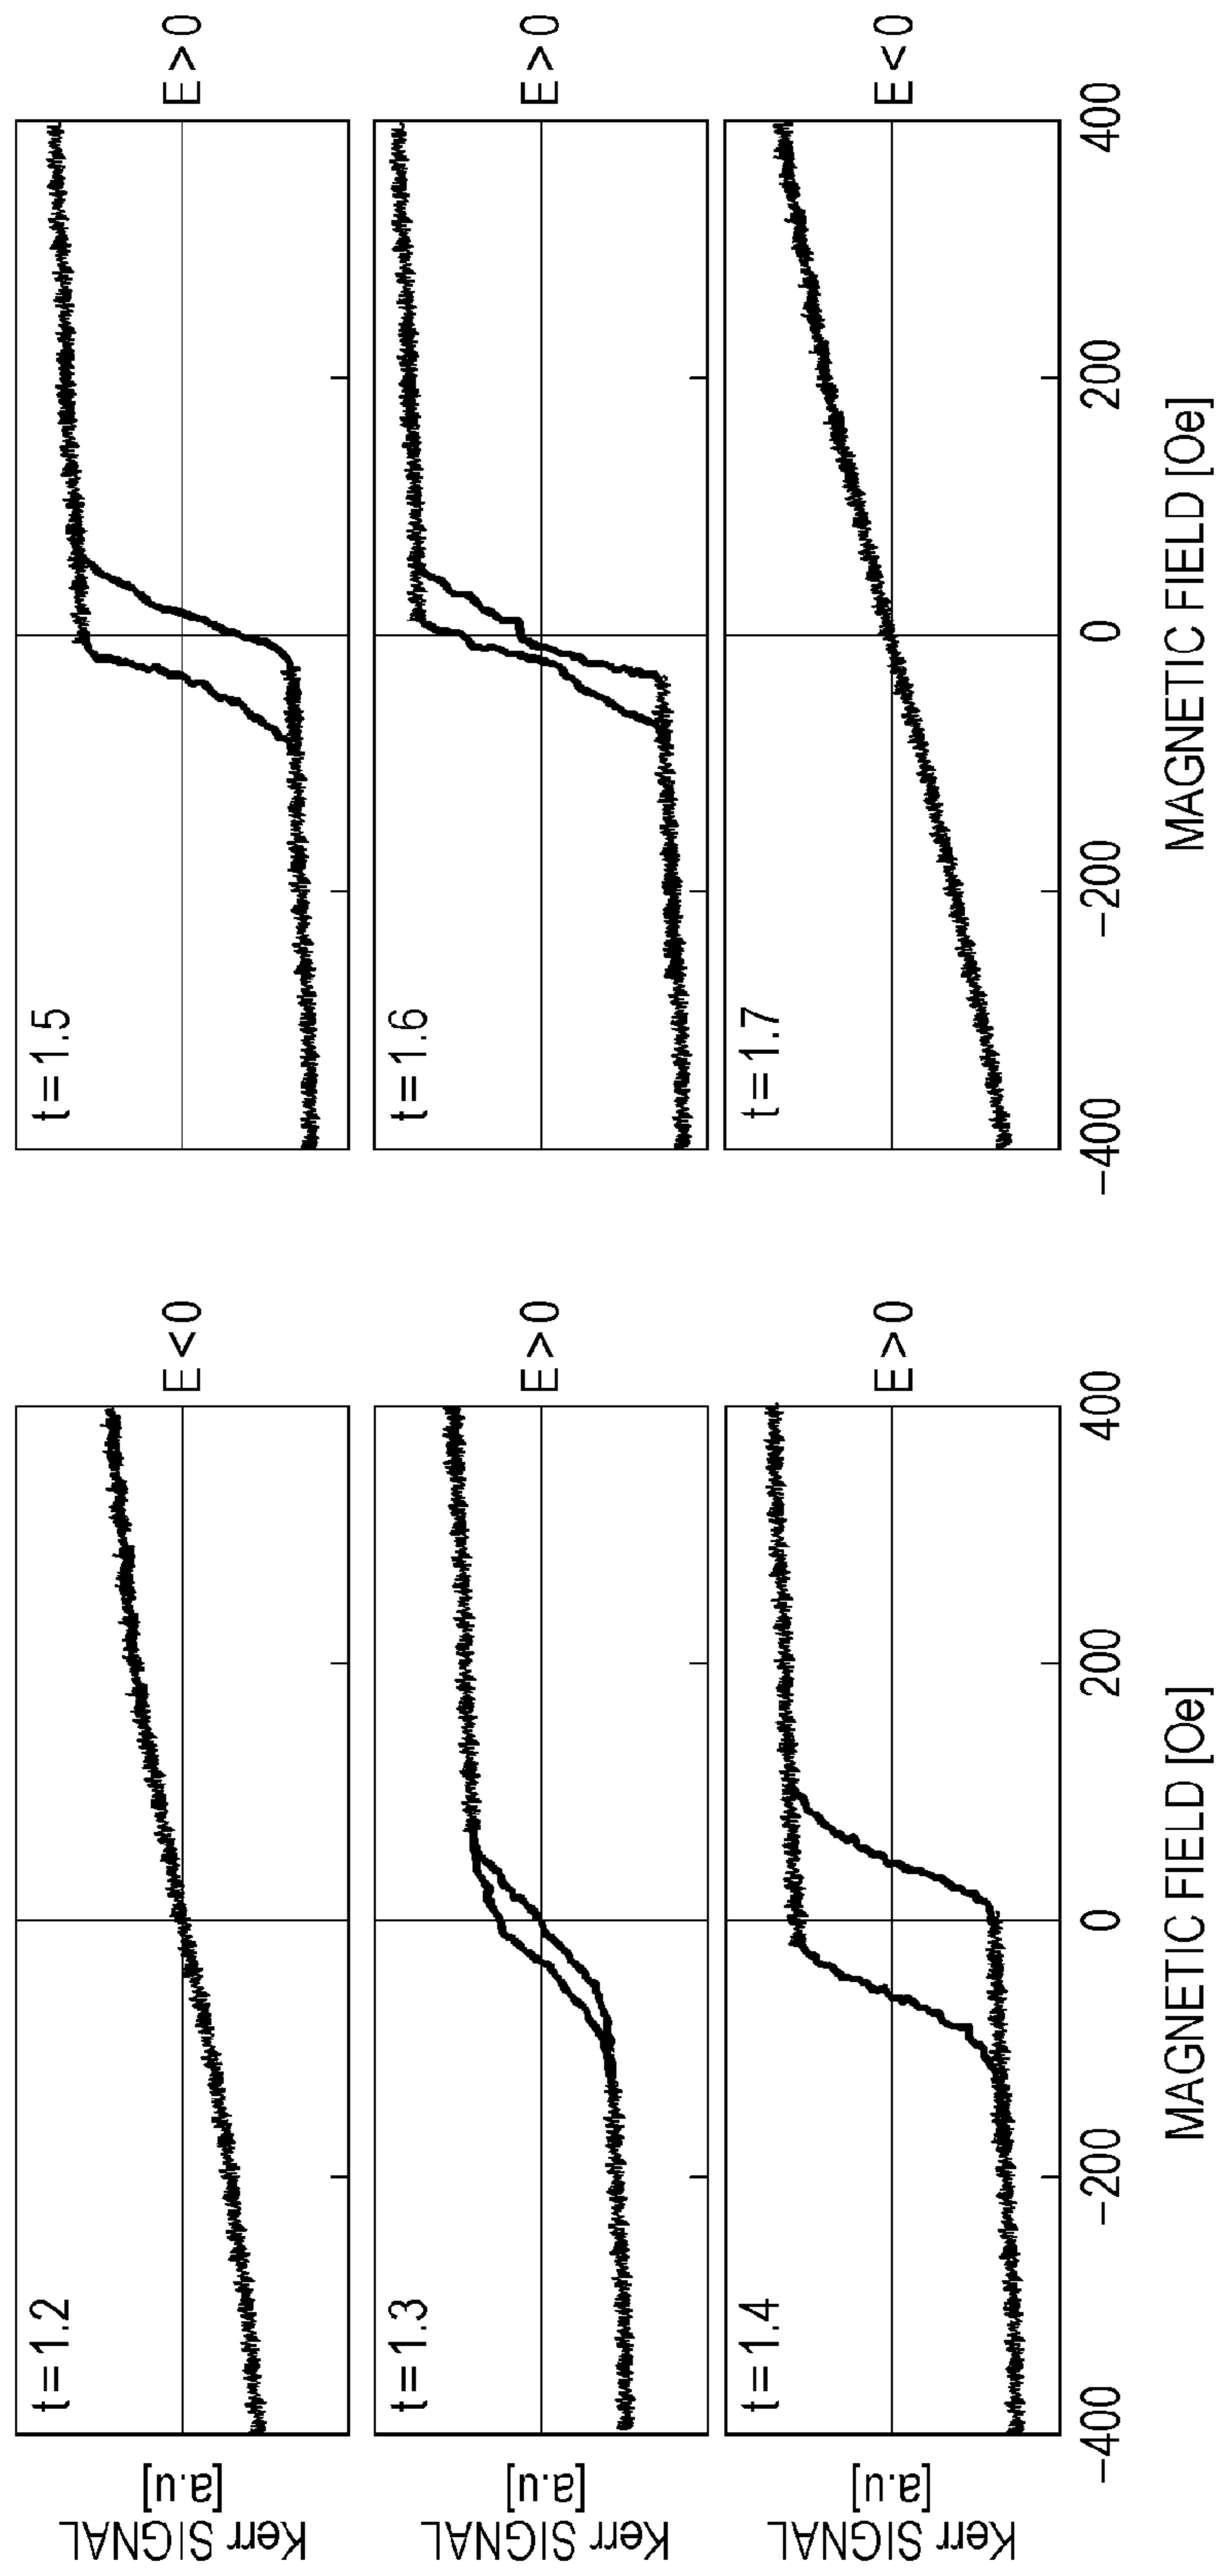 Kerr SIGNAL
[a.u]
t=1.2
E<0
Kerr SIGNAL
[a.u]
t=1.3
E>0
Kerr SIGNAL
[a.u]
t=1.4
E>0
−400 −200 0 200 400
MAGNETIC FIELD [Oe]
t=1.5
E>0
t=1.6
E>0
t=1.7
E<0
−400 −200 0 200 400
MAGNETIC FIELD [Oe]